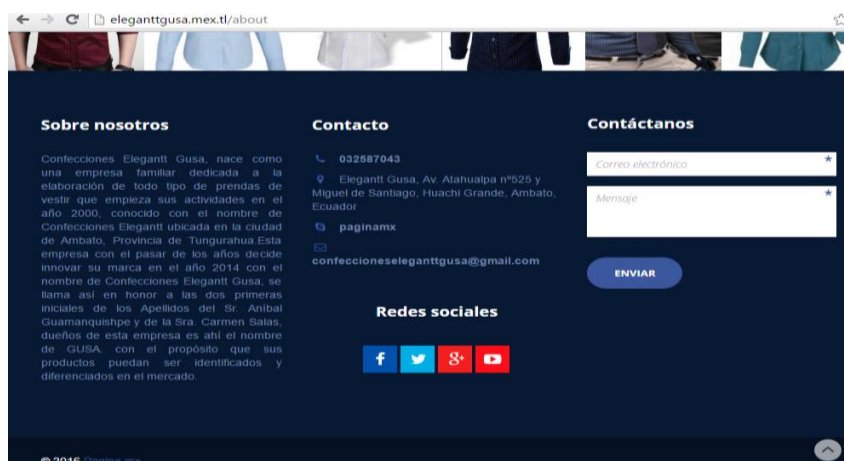 eleganttgusa.mex.tl/about
Sobre nosotros
Confecciones Elegantt Gusa, nace como
una empresa familiar dedicada a la
elaboración de todo tipo de prendas de
vestir que empieza sus actividades en el
año 2000, conocido con el nombre de
Confecciones Elegantt ubicada en la ciudad
de Ambato, Provincia de Tungurahua.Esta
empresa con el pasar de los años decide
innovar su marca en el año 2014 con el
nombre de Confecciones Elegantt Gusa, se
llama así en honor a las dos primeras
iniciales de los Apellidos del Sr. Aníbal
Guamanquishpe y de la Sra. Carmen Salas,
dueños de esta empresa es ahí el nombre
de GUSA. con el propósito que sus
productos puedan ser identificados y
diferenciados en el mercado.
Contacto
032587043
Elegantt Gusa, Av. Atahualpa nº525 y
Miguel de Santiago, Huachi Grande, Ambato,
Ecuador
paginamx
confeccioneseleganttgusa@gmail.com
Redes sociales
f
8+
Contáctanos
Correo electrónico *
Mensaje *
ENVIAR
© 2016